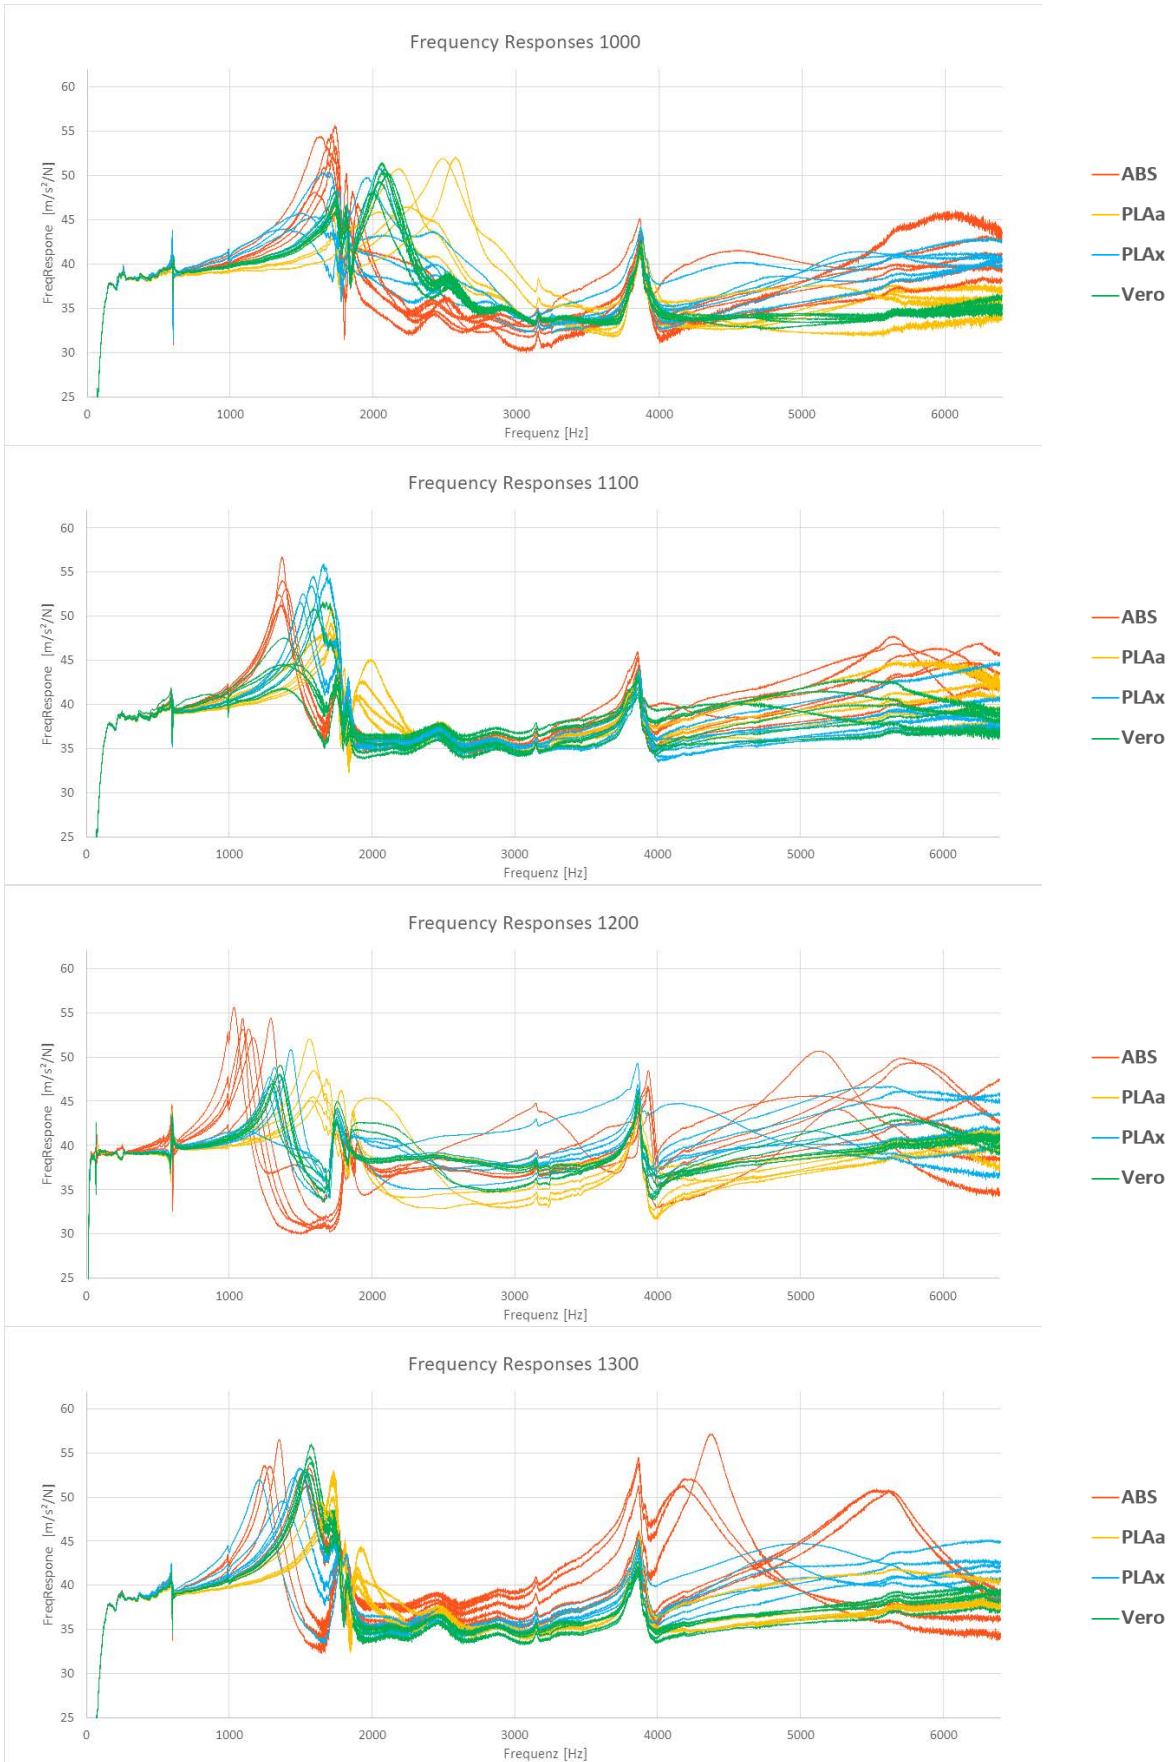 Frequency Responses 1000
FreqRespone [m/s²/N]
60
55
50
45
40
35
30
25
0 1000 2000 3000 4000 5000 6000
Frequenz [Hz]
ABS
PLAa
PLAx
Vero
Frequency Responses 1100
FreqRespone [m/s²/N]
60
55
50
45
40
35
30
25
0 1000 2000 3000 4000 5000 6000
Frequenz [Hz]
ABS
PLAa
PLAx
Vero
Frequency Responses 1200
FreqRespone [m/s²/N]
60
55
50
45
40
35
30
25
0 1000 2000 3000 4000 5000 6000
Frequenz [Hz]
ABS
PLAa
PLAx
Vero
Frequency Responses 1300
FreqRespone [m/s²/N]
60
55
50
45
40
35
30
25
0 1000 2000 3000 4000 5000 6000
Frequenz [Hz]
ABS
PLAa
PLAx
Vero